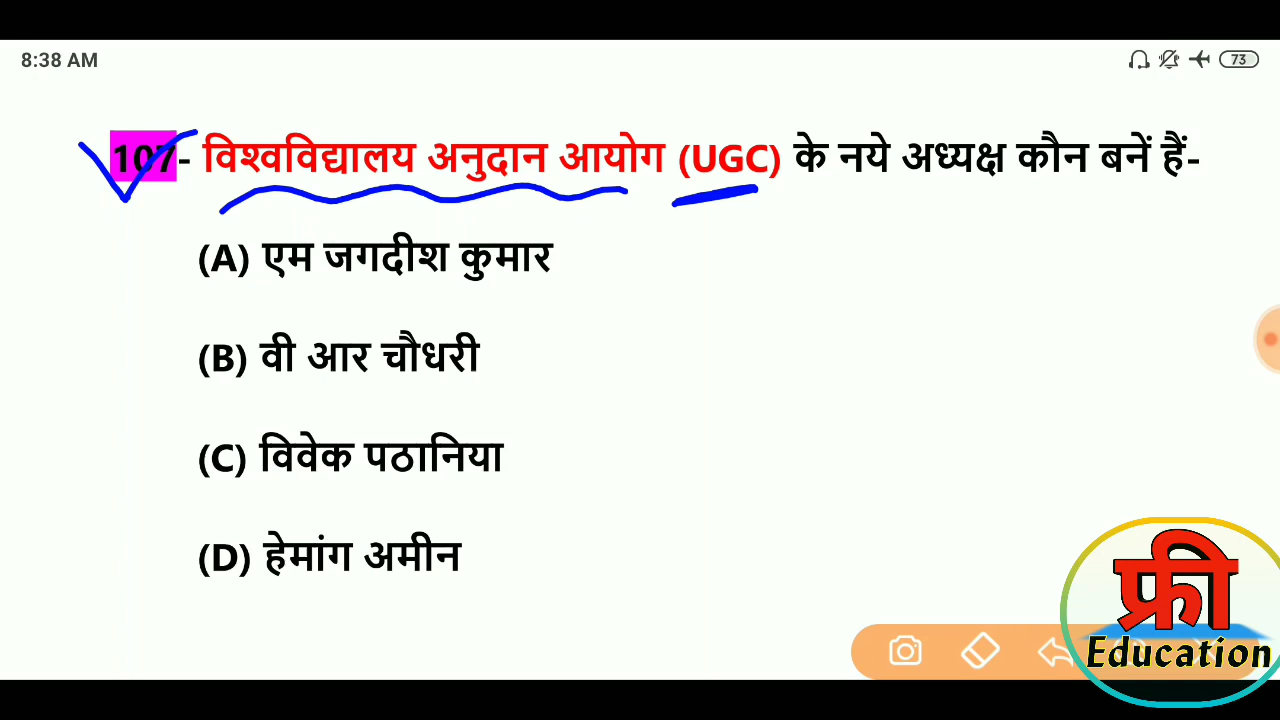 8:38 AM
73
107- विश्वविद्यालय अनुदान आयोग (UGC) के नये अध्यक्ष कौन बनें हैं-
(A) एम जगदीश कुमार
(B) वी आर चौधरी
(C) विवेक पठानिया
(D) हेमांग अमीन
फ्री
Education